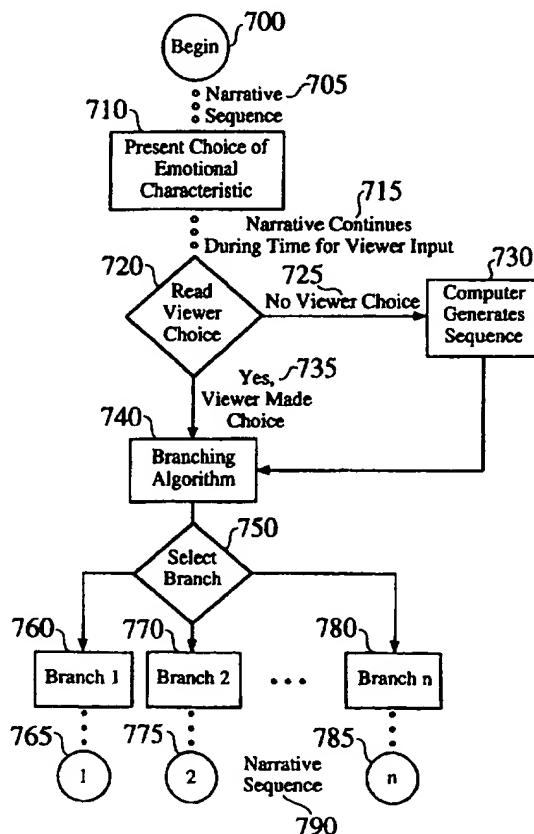 700
Begin
Narrative 705
Sequence
710
Present Choice of
Emotional
Characteristic
715
Narrative Continues
During Time for Viewer Input
720
Read
Viewer
Choice
725
No Viewer Choice
730
Computer
Generates
Sequence
735
Yes,
Viewer Made
Choice
740
Branching
Algorithm
750
Select
Branch
760
Branch 1
770
Branch 2
780
Branch n
765
1
775
2
Narrative
Sequence
790
785
n